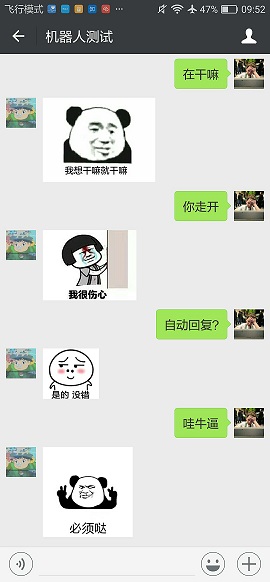 飞行模式 47% 09:52
机器人测试
在干嘛
我想干嘛就干嘛
你走开
我很伤心
自动回复?
是的 没错
哇牛逼
必须哒